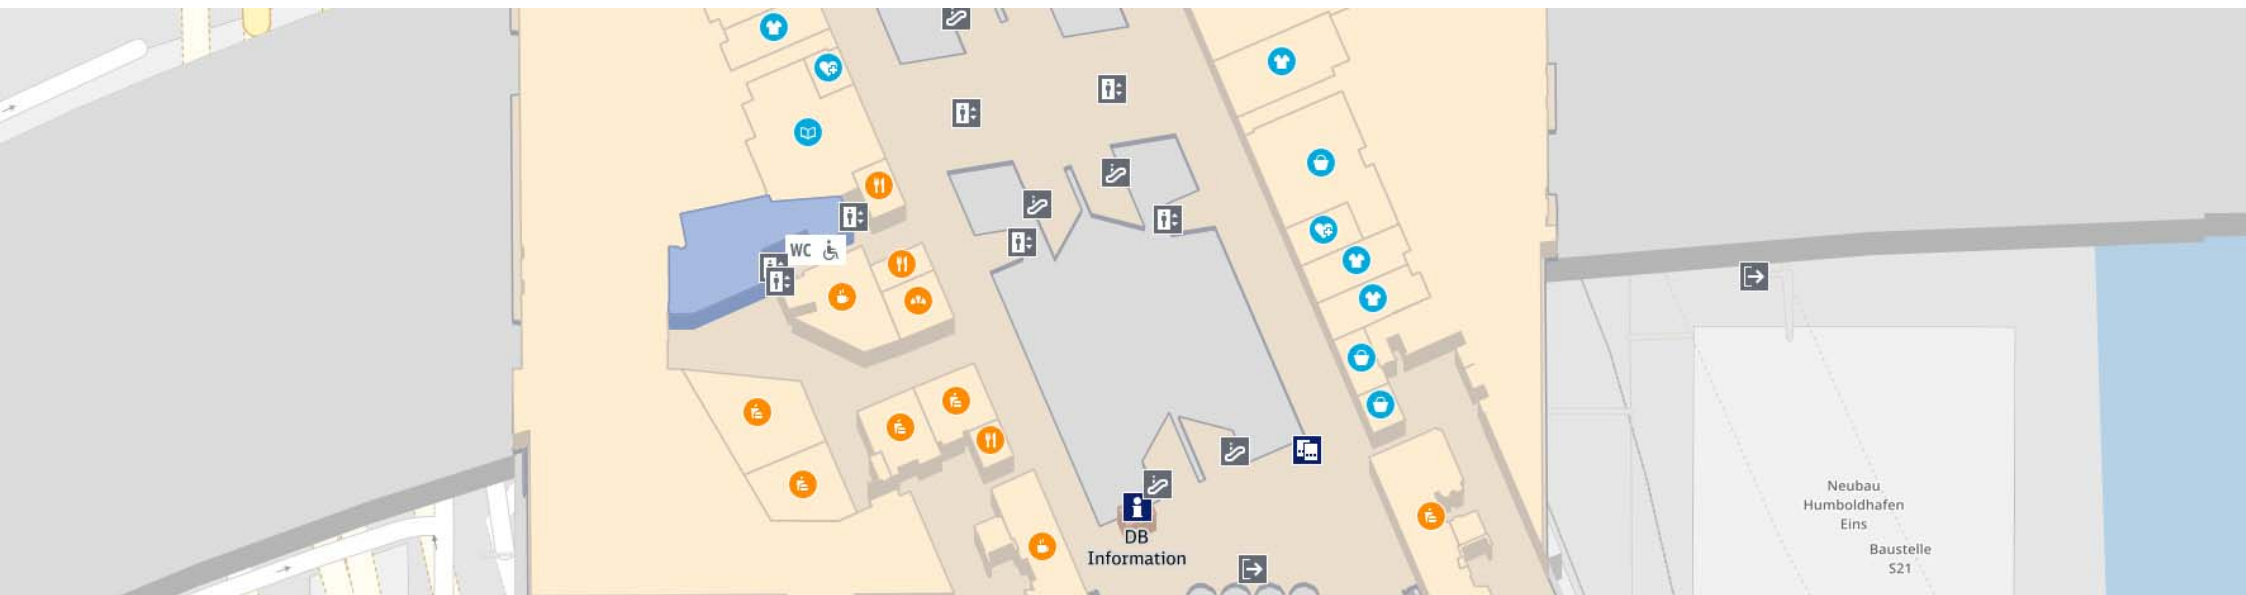 WC
DB
Information
Neubau
Humboldhafen
Eins
Baustelle
S21